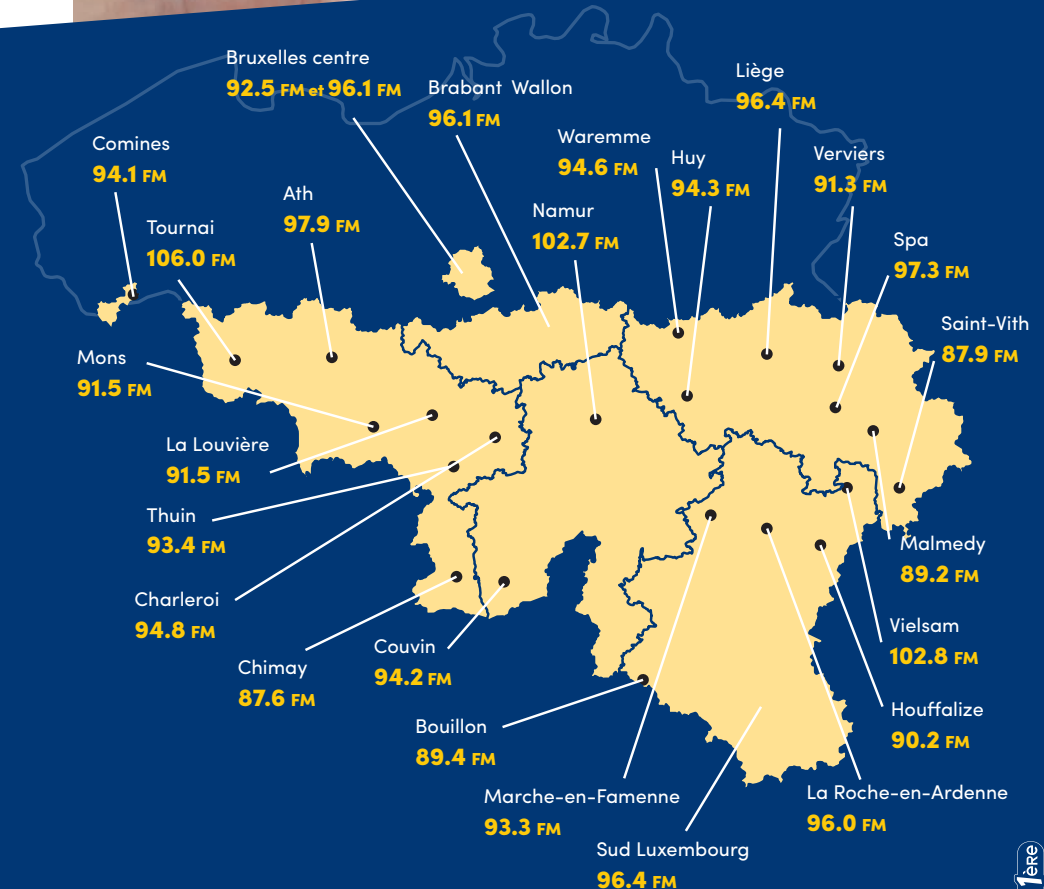 Bruxelles centre
92.5 FM et 96.1 FM
Brabant Wallon
96.1 FM
Liège
96.4 FM
Comines
94.1 FM
Waremme
94.6 FM
Huy
94.3 FM
Verviers
91.3 FM
Ath
97.9 FM
Namur
102.7 FM
Tournai
106.0 FM
Spa
97.3 FM
Saint-Vith
87.9 FM
Mons
91.5 FM
La Louvière
91.5 FM
Thuin
93.4 FM
Malmedy
89.2 FM
Charleroi
94.8 FM
Vielsam
102.8 FM
Couvin
94.2 FM
Chimay
87.6 FM
Houffalize
90.2 FM
Bouillon
89.4 FM
Marche-en-Famenne
93.3 FM
La Roche-en-Ardenne
96.0 FM
Sud Luxembourg
96.4 FM
1ÈRE